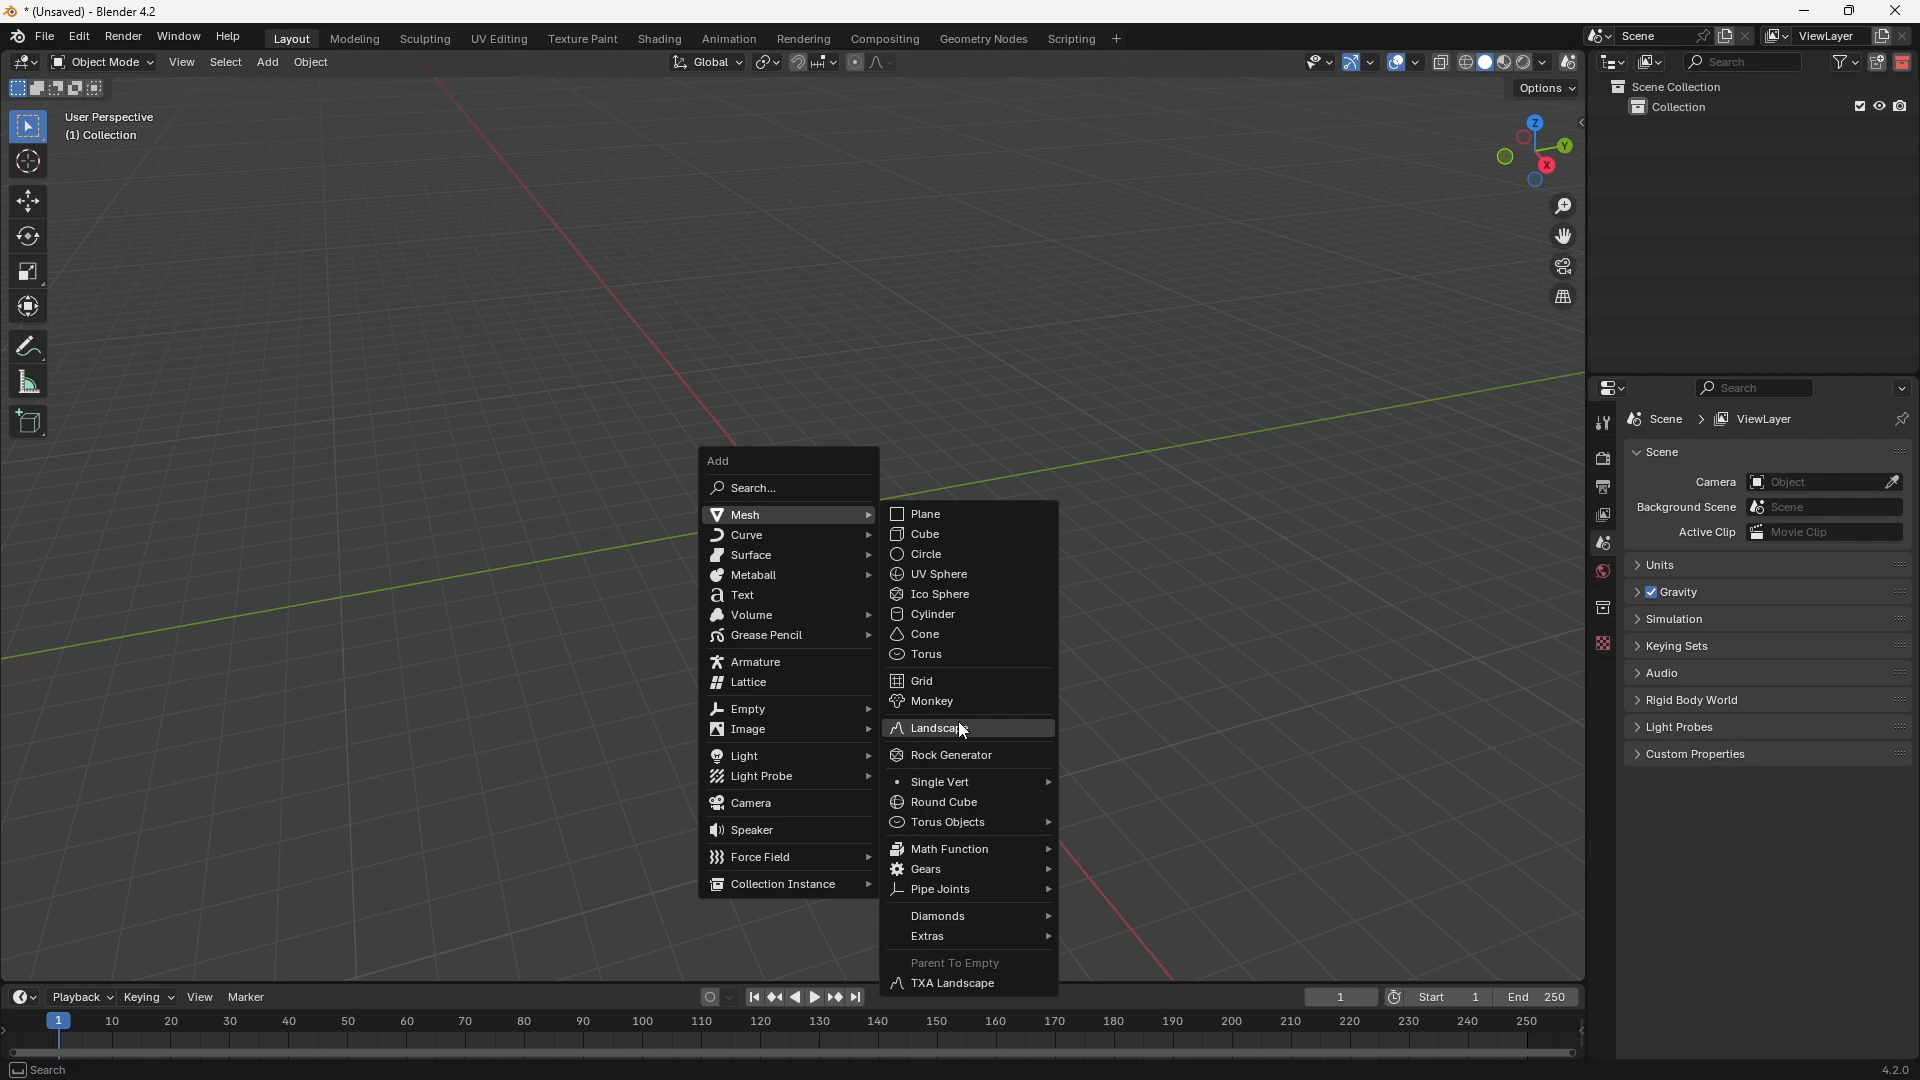 * (Unsaved) - Blender 4.2
File Edit Render Window Help Layout Modeling Sculpting UV Editing Texture Paint Shading Animation Rendering Compositing Geometry Nodes Scripting + Scene ViewLayer
Object Mode View Select Add Object Global Search
Options
User Perspective
(1) Collection
Z
Y
X
Scene Collection
Collection
Search
Scene > ViewLayer
Scene
Camera Object
Background Scene Scene
Active Clip Movie Clip
Units
Gravity
Simulation
Keying Sets
Audio
Rigid Body World
Light Probes
Custom Properties
Add
Search...
Mesh
Curve
Surface
Metaball
Text
Volume
Grease Pencil
Armature
Lattice
Empty
Image
Light
Light Probe
Camera
Speaker
Force Field
Collection Instance
Plane
Cube
Circle
UV Sphere
Ico Sphere
Cylinder
Cone
Torus
Grid
Monkey
Landscape
Rock Generator
Single Vert
Round Cube
Torus Objects
Math Function
Gears
Pipe Joints
Diamonds
Extras
Parent To Empty
TXA Landscape
Playback Keying View Marker 1 Start 1 End 250
1 10 20 30 40 50 60 70 80 90 100 110 120 130 140 150 160 170 180 190 200 210 220 230 240 250
Search 4.2.0